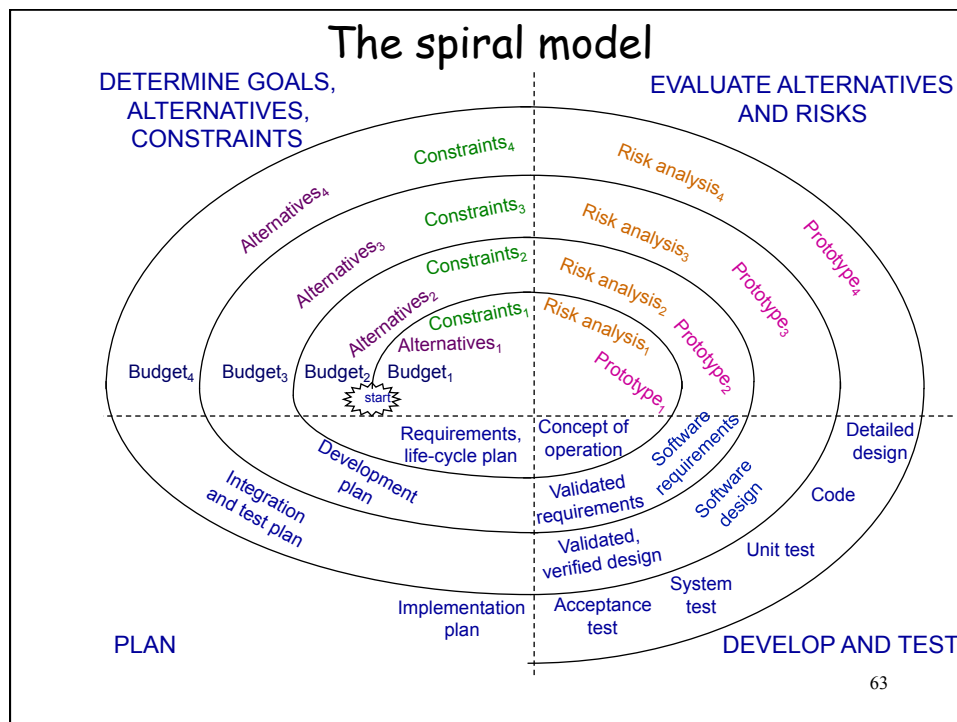 The spiral model
DETERMINE GOALS,
ALTERNATIVES,
CONSTRAINTS
EVALUATE ALTERNATIVES
AND RISKS
Constraints₄
Alternatives₄
Constraints₃
Alternatives₃
Constraints₂
Alternatives₂
Constraints₁
Alternatives₁
Budget₄
Budget₃
Budget₂
Budget₁
start
Risk analysis₄
Risk analysis₃
Risk analysis₂
Risk analysis₁
Prototype₄
Prototype₃
Prototype₂
Prototype₁
Requirements,
life-cycle plan
Development
plan
Integration
and test plan
Implementation
plan
Concept of
operation
Software
requirements
Validated
requirements
Software
design
Validated,
verified design
Detailed
design
Code
Unit test
System
test
Acceptance
test
PLAN
DEVELOP AND TEST
63